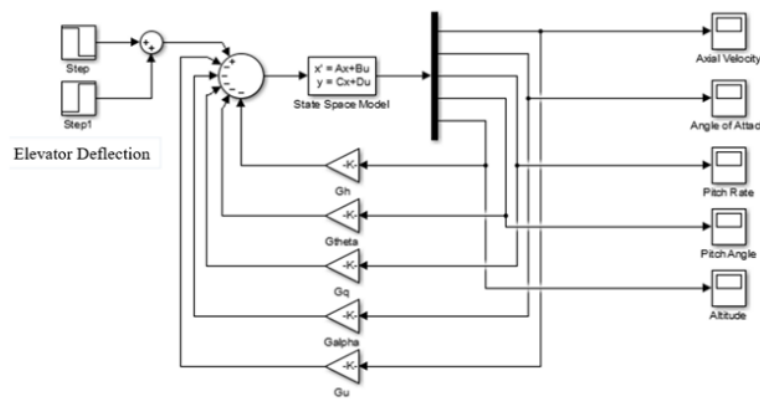 Step
Step1
Elevator Deflection
+
+
+
-
-
-
-
-
x' = Ax+Bu
y = Cx+Du
State Space Model
Axial Velocity
Angle of Attac
Pitch Rate
Pitch Angle
Altitude
-K-
Gh
-K-
Gtheta
-K-
Gq
-K-
Galpha
-K-
Gu